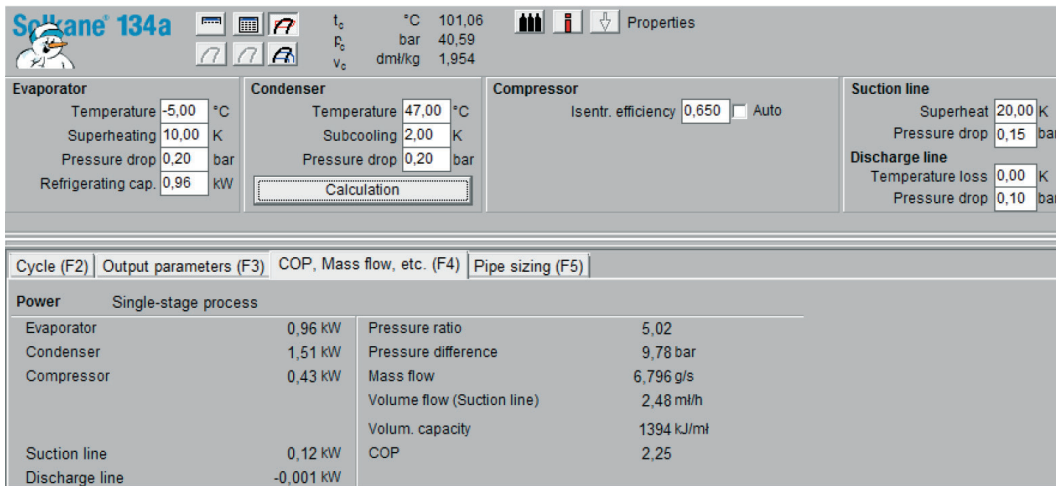 Solkane 134a
tc °C 101,06
pc bar 40,59
vc dmł/kg 1,954
Properties
Evaporator
Temperature -5,00 °C
Superheating 10,00 K
Pressure drop 0,20 bar
Refrigerating cap. 0,96 kW
Condenser
Temperature 47,00 °C
Subcooling 2,00 K
Pressure drop 0,20 bar
Calculation
Compressor
Isentr. efficiency 0,650 Auto
Suction line
Superheat 20,00 K
Pressure drop 0,15 bar
Discharge line
Temperature loss 0,00 K
Pressure drop 0,10 bar
Cycle (F2) Output parameters (F3) COP, Mass flow, etc. (F4) Pipe sizing (F5)
Power Single-stage process
Evaporator 0,96 kW Pressure ratio 5,02
Condenser 1,51 kW Pressure difference 9,78 bar
Compressor 0,43 kW Mass flow 6,796 g/s
Volume flow (Suction line) 2,48 mł/h
Volum. capacity 1394 kJ/mł
Suction line 0,12 kW COP 2,25
Discharge line -0,001 kW